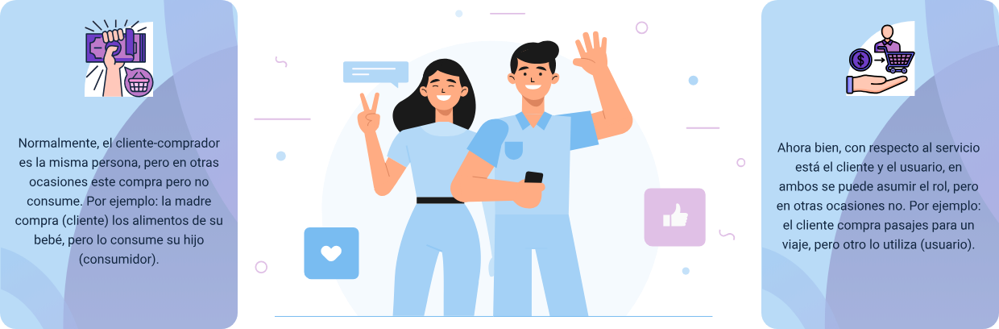 Normalmente, el cliente-comprador
es la misma persona, pero en otras
ocasiones este compra pero no
consume. Por ejemplo: la madre
compra (cliente) los alimentos de su
bebé, pero lo consume su hijo
(consumidor).
Ahora bien, con respecto al servicio
está el cliente y el usuario, en
ambos se puede asumir el rol, pero
en otras ocasiones no. Por ejemplo:
el cliente compra pasajes para un
viaje, pero otro lo utiliza (usuario).